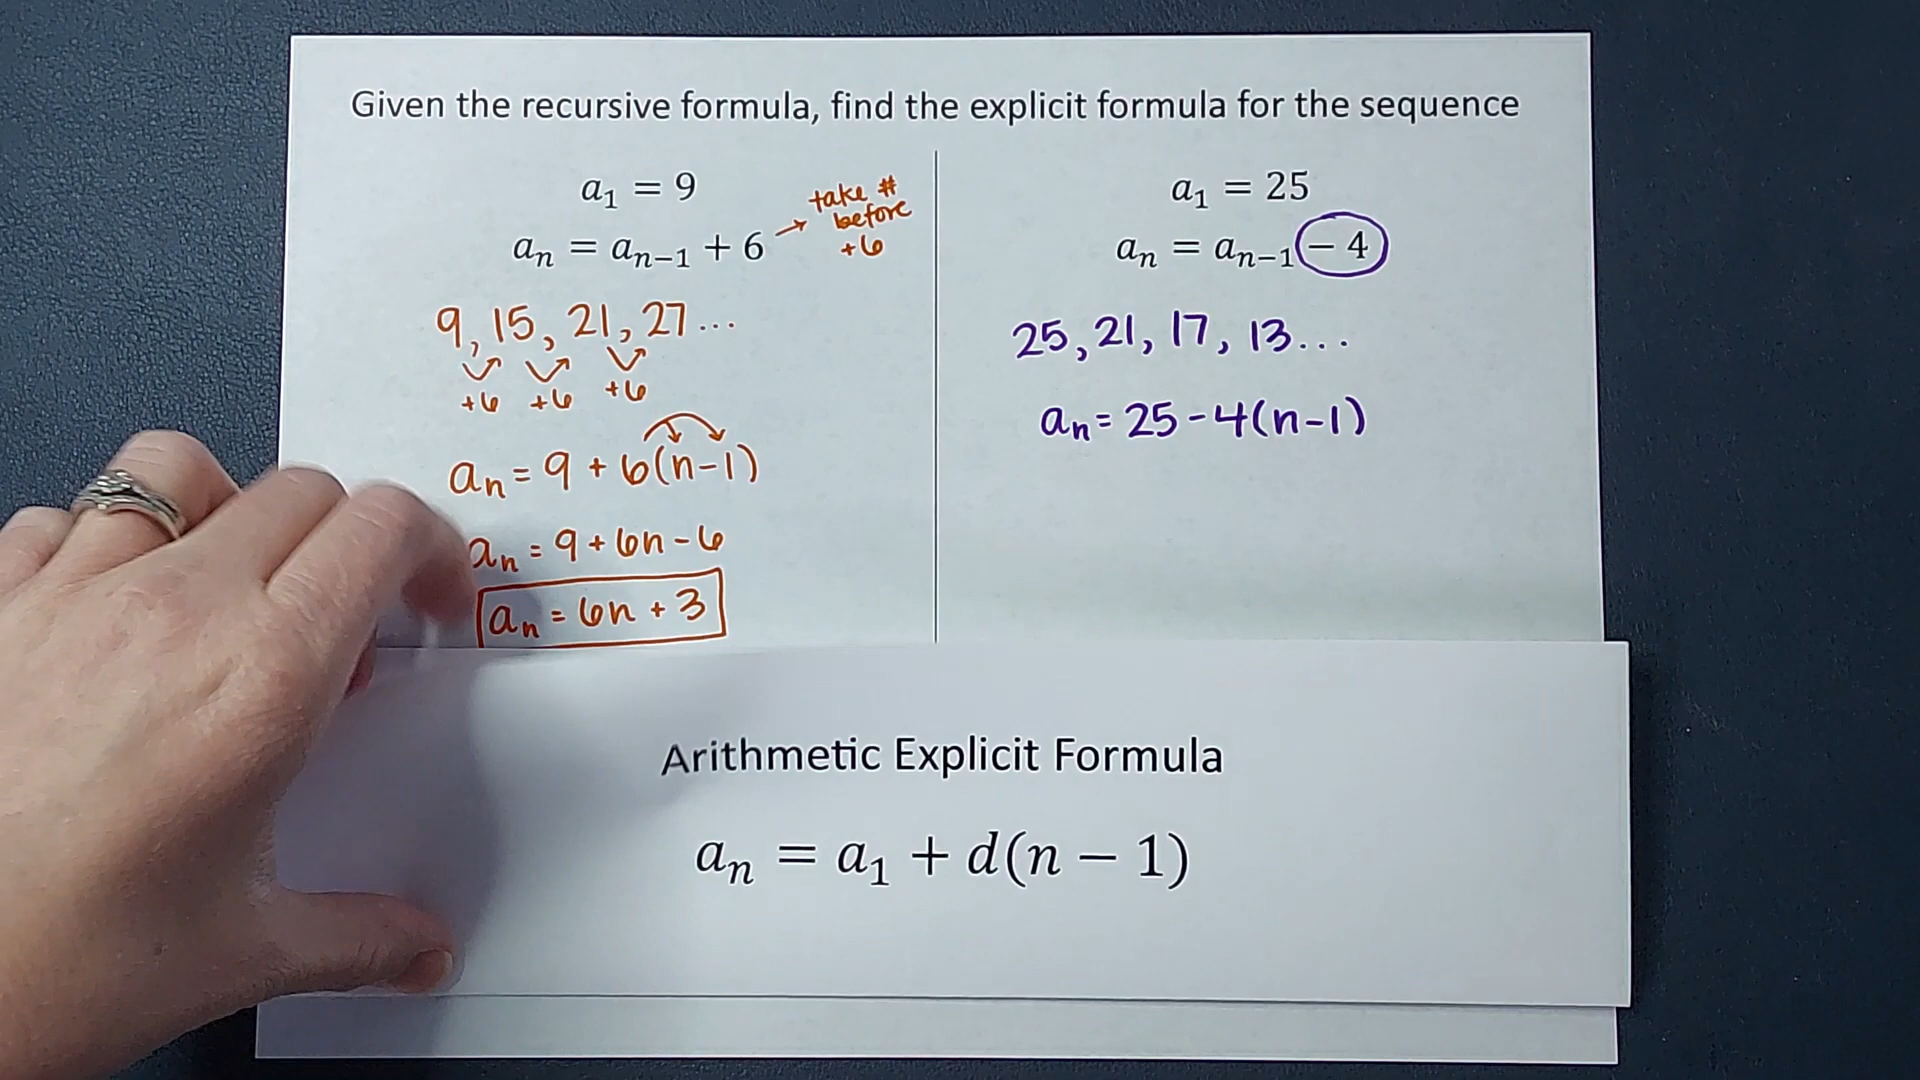 Given the recursive formula, find the explicit formula for the sequence
a₁ = 9
aₙ = aₙ₋₁ + 6 → take #
before
+6
9, 15, 21, 27...
+6 +6 +6
aₙ = 9 + 6(n-1)
aₙ = 9 + 6n - 6
aₙ = 6n + 3
a₁ = 25
aₙ = aₙ₋₁ - 4
25, 21, 17, 13...
aₙ = 25 - 4(n-1)
Arithmetic Explicit Formula
aₙ = a₁ + d(n - 1)